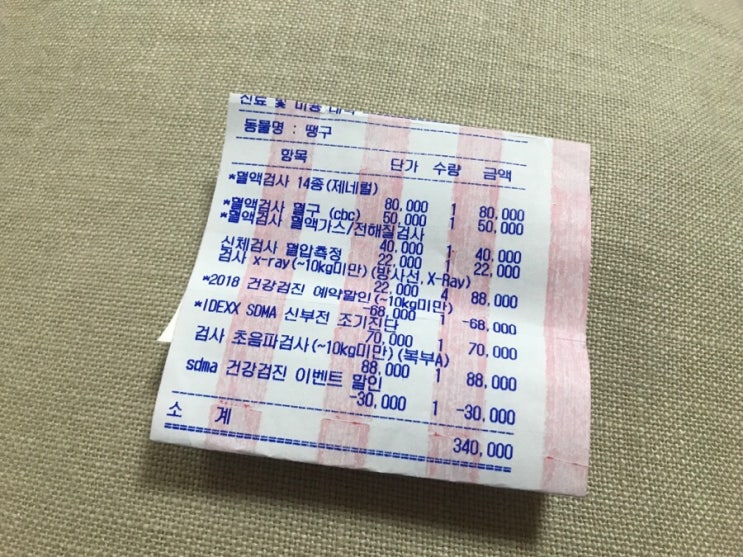 진료 및 비용 내역
동물명 : 땡구
항목 단가 수량 금액
*혈액검사 14종(제네럴)
80,000 1 80,000
*혈액검사 혈구 (cbc)
50,000 1 50,000
*혈액검사 혈액가스/전해질검사
40,000 1 40,000
신체검사 혈압측정
22,000 1 22,000
검사 x-ray(~10kg미만)(방사선,X-Ray)
22,000 4 88,000
*2018 건강검진 예약할인(~10kg미만)
-68,000 1 -68,000
*IDEXX SDMA 신부전 조기진단
70,000 1 70,000
검사 초음파검사(~10kg미만)(복부A)
88,000 1 88,000
sdma 건강검진 이벤트 할인
-30,000 1 -30,000
소 계
340,000